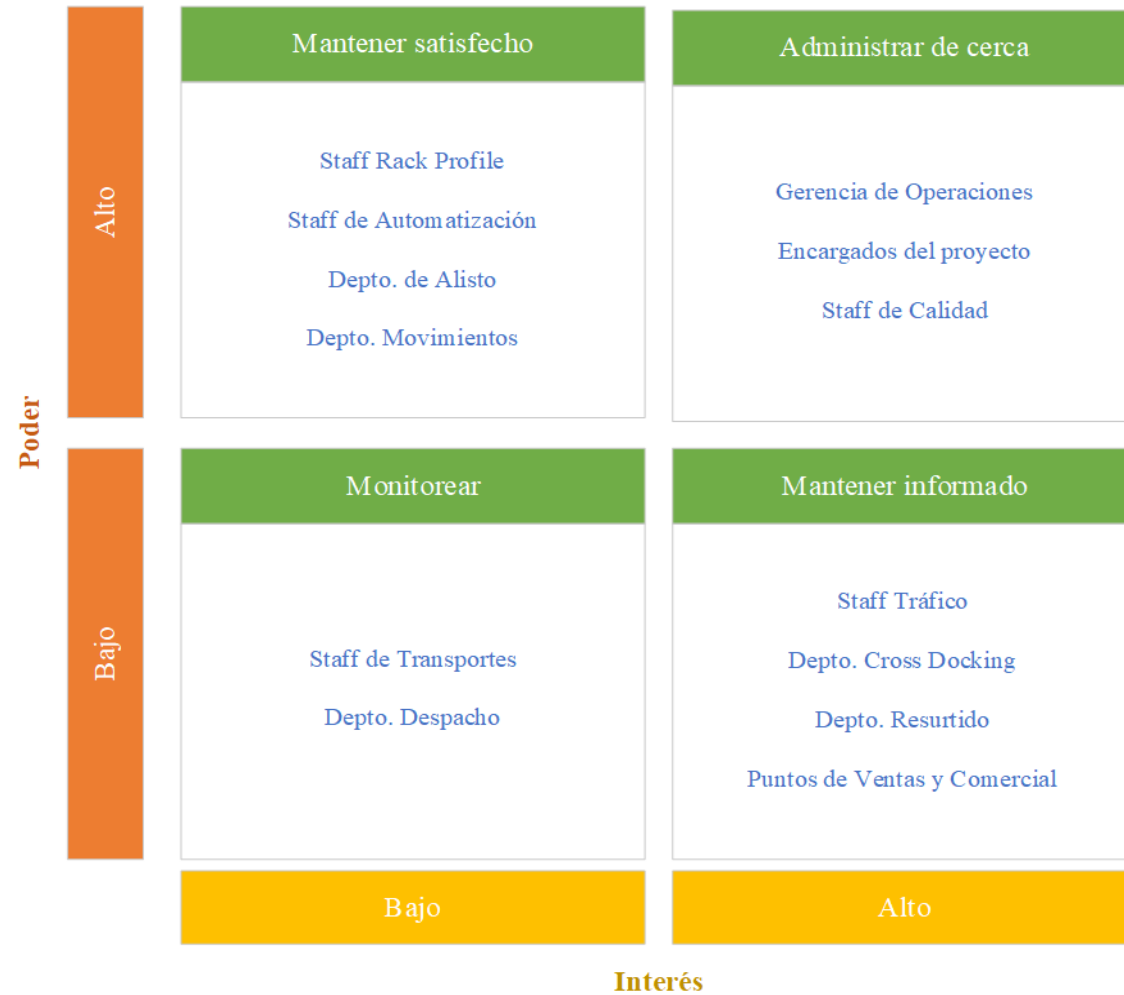 Mantener satisfecho
Administrar de cerca
Alto
Staff Rack Profile
Staff de Automatización
Depto. de Alisto
Depto. Movimientos
Gerencia de Operaciones
Encargados del proyecto
Staff de Calidad
Poder
Monitorear
Mantener informado
Bajo
Staff de Transportes
Depto. Despacho
Staff Tráfico
Depto. Cross Docking
Depto. Resurtido
Puntos de Ventas y Comercial
Bajo
Alto
Interés